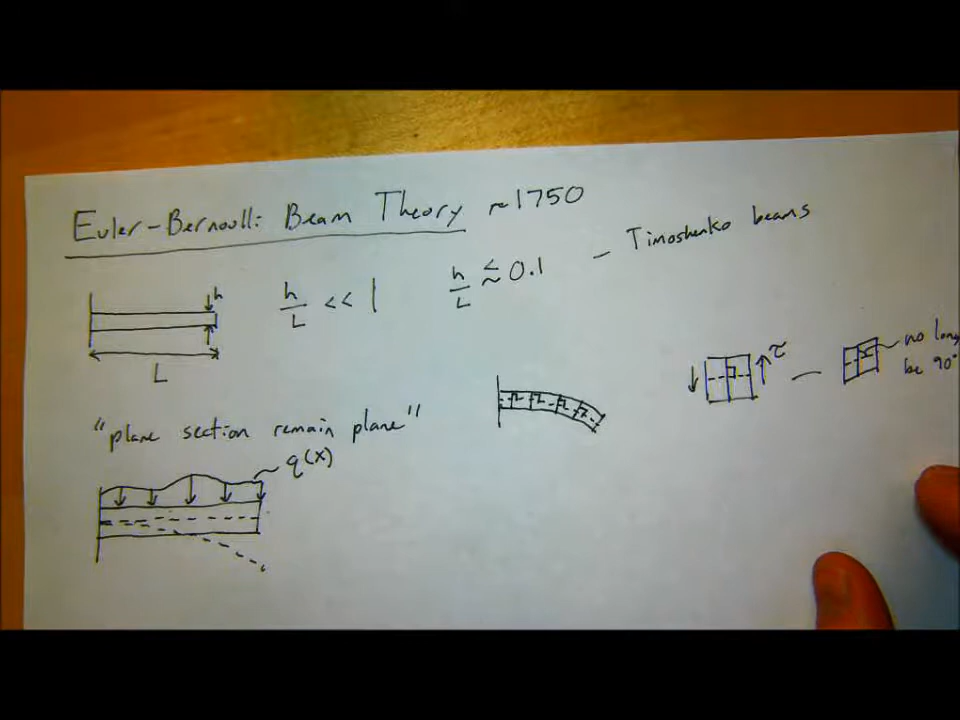 Euler-Bernoulli Beam Theory ~1750
h/L << 1
h/L ≲ 0.1
– Timoshenko beams
h
L
τ
no long
be 90°
"plane section remain plane"
q(x)